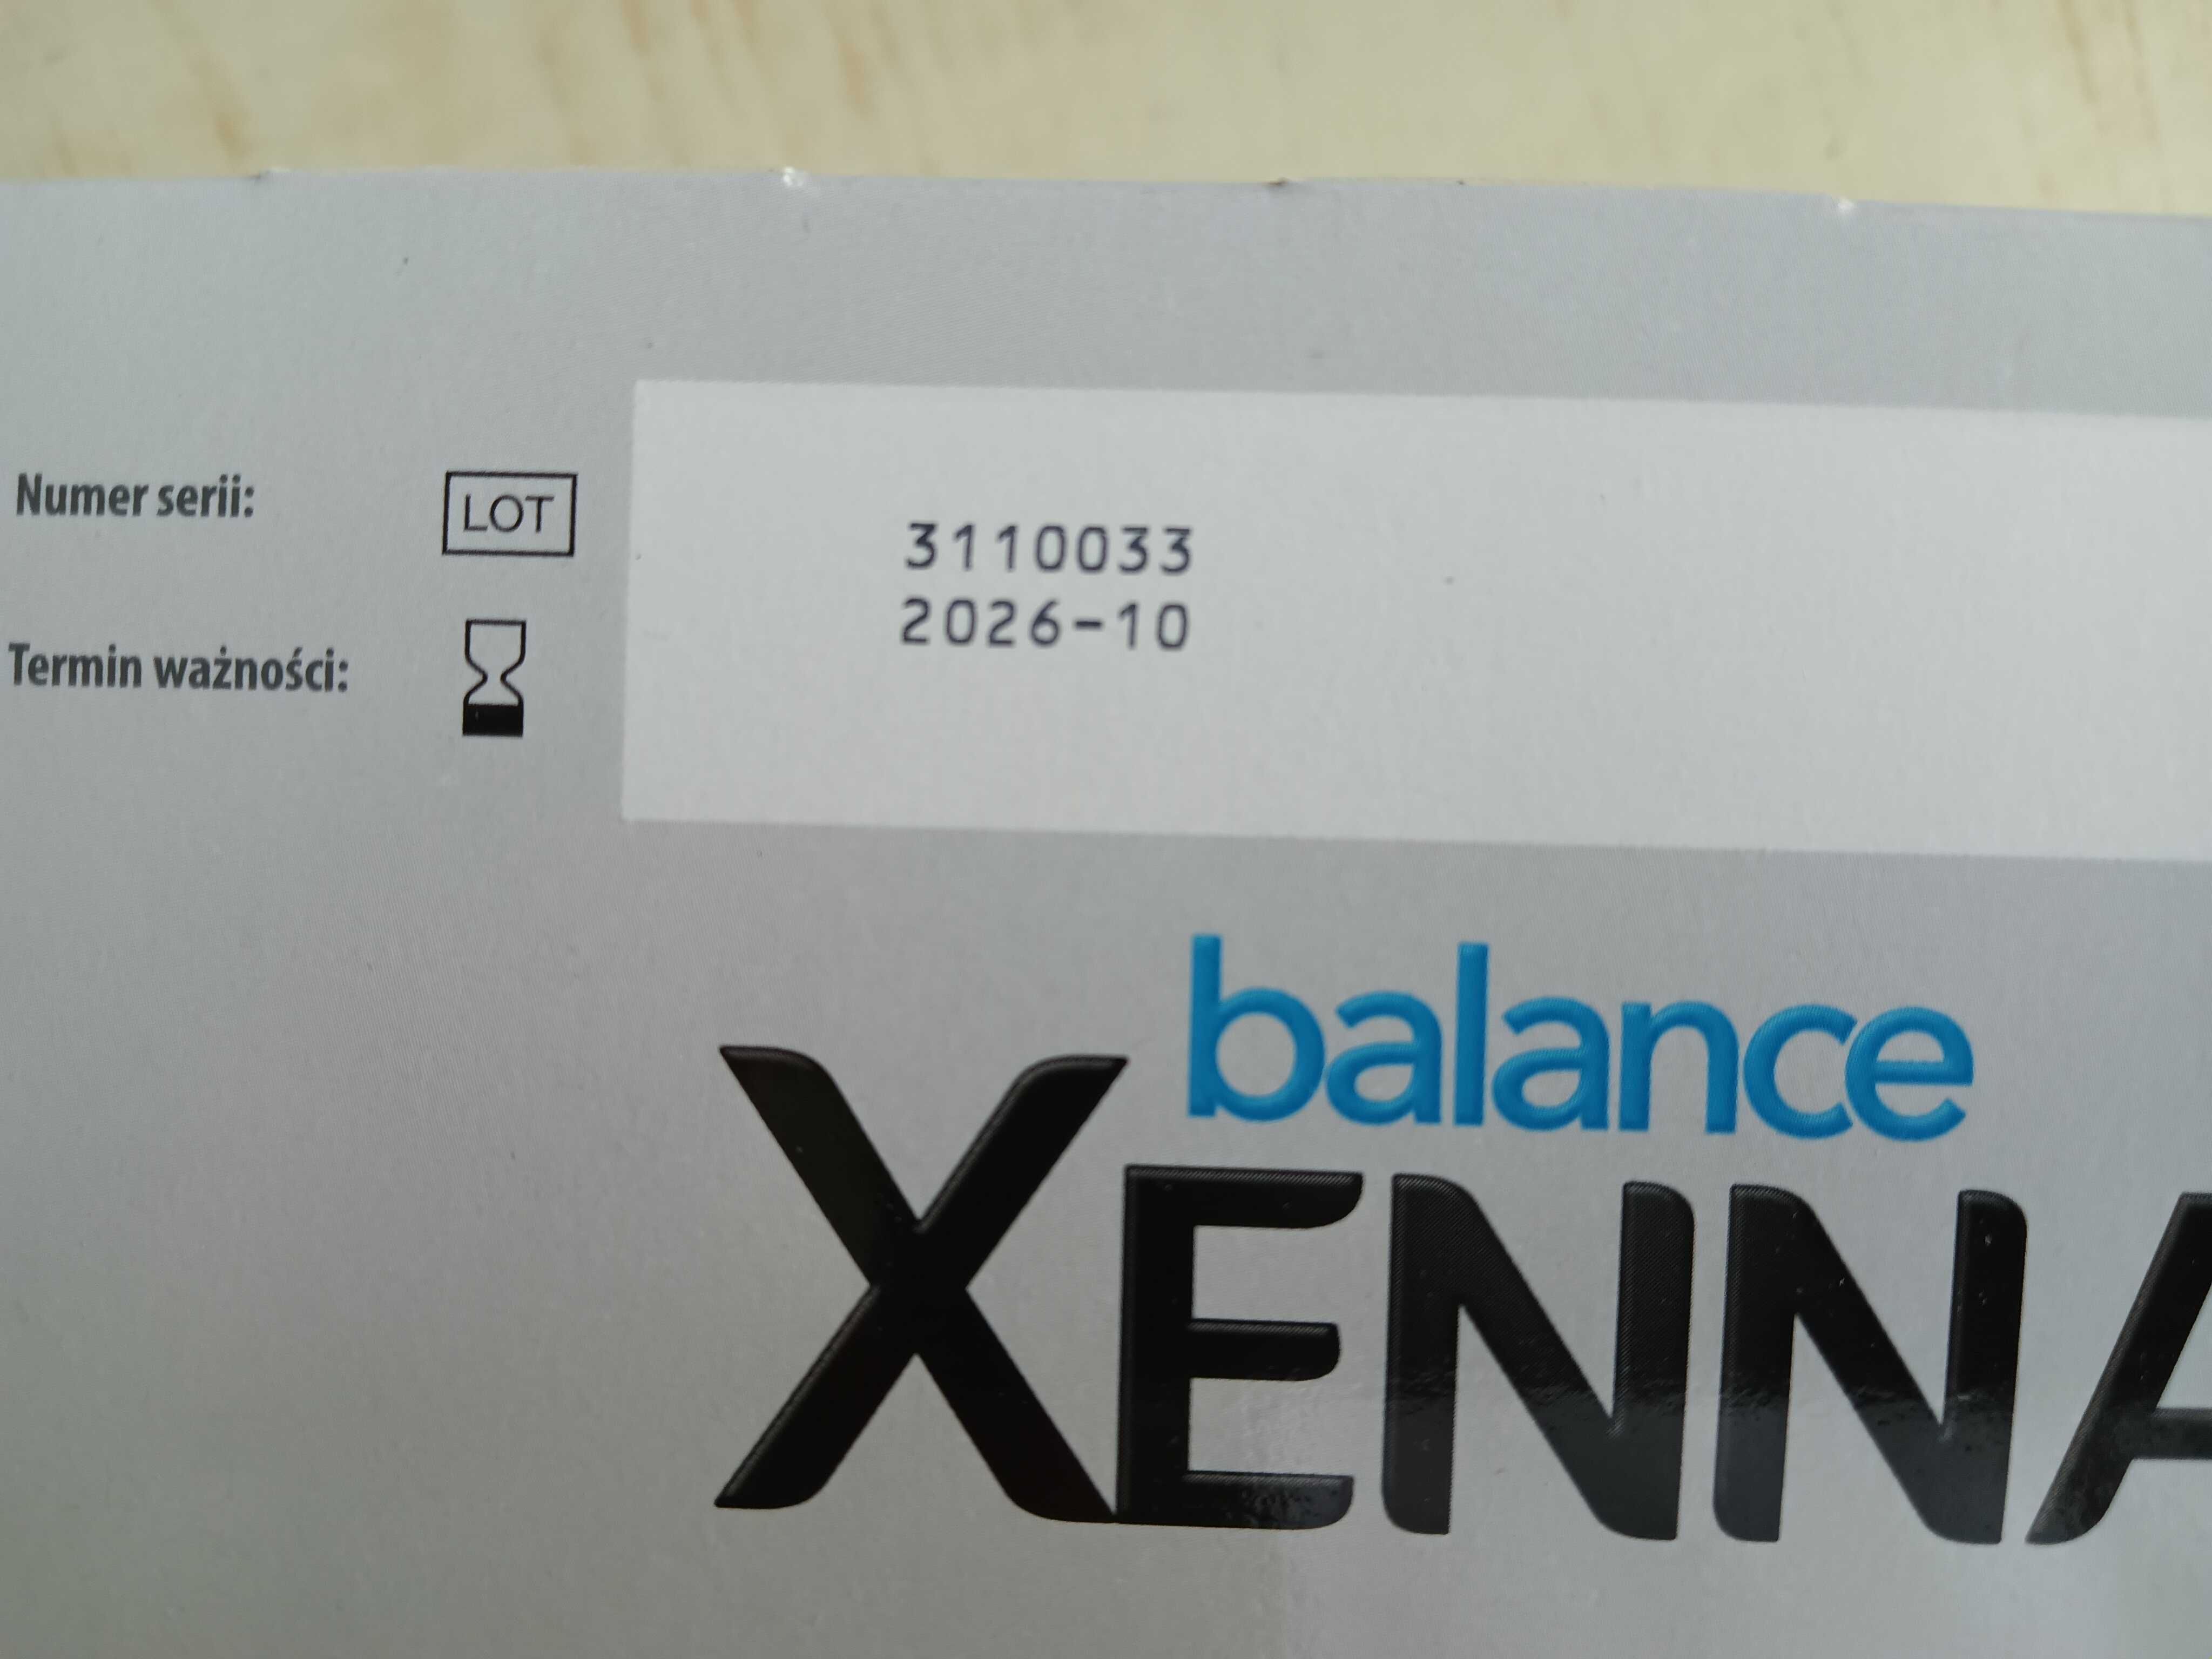 Numer serii: LOT 3110033
Termin ważności: 2026-10
balance
XENNA